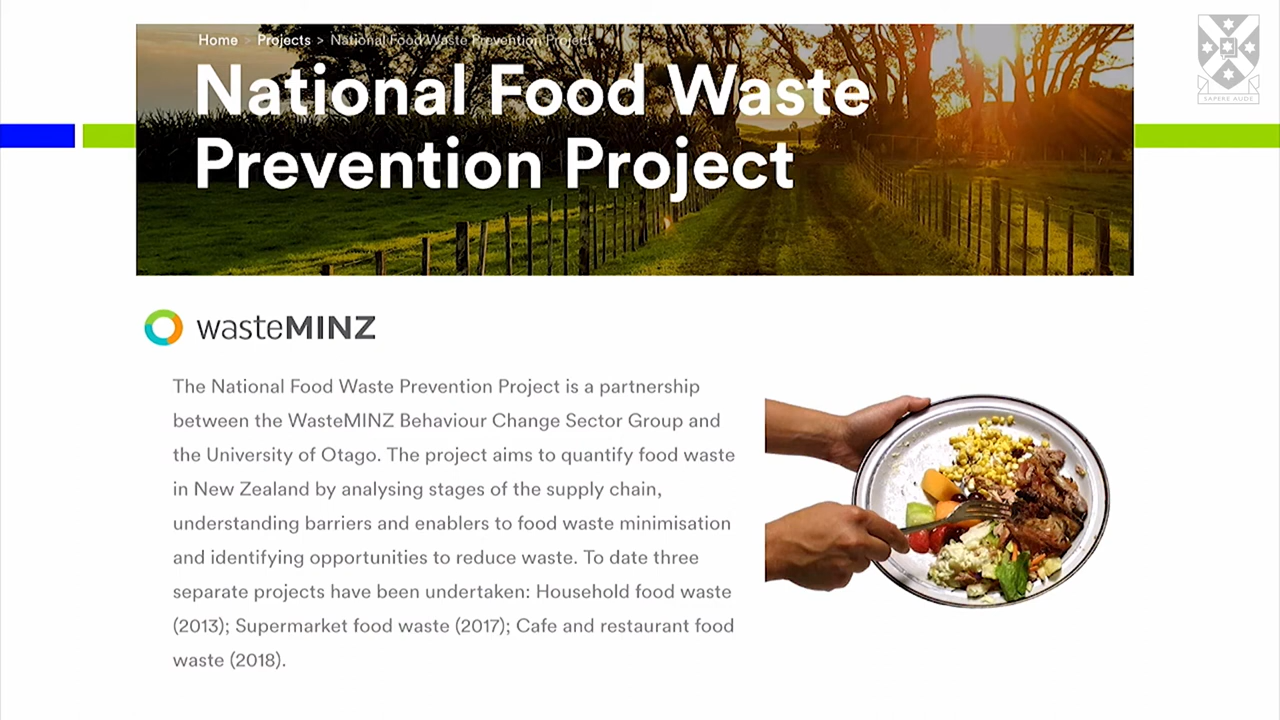 Home > Projects > National Food Waste Prevention Project
National Food Waste
Prevention Project
SAPERE AUDE
wasteMINZ
The National Food Waste Prevention Project is a partnership
between the WasteMINZ Behaviour Change Sector Group and
the University of Otago. The project aims to quantify food waste
in New Zealand by analysing stages of the supply chain,
understanding barriers and enablers to food waste minimisation
and identifying opportunities to reduce waste. To date three
separate projects have been undertaken: Household food waste
(2013); Supermarket food waste (2017); Cafe and restaurant food
waste (2018).